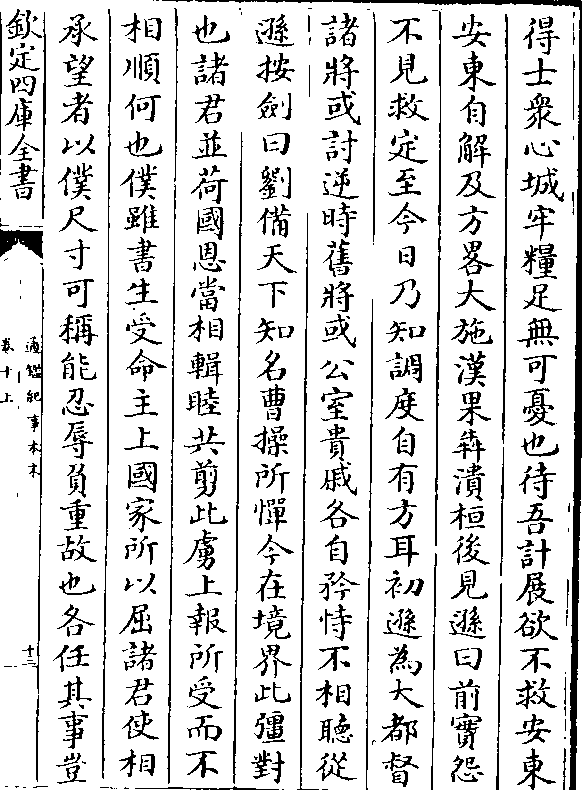 得士衆心城牢糧足無可憂也待吾計展欲不救安東
安東自解及方畧大施漢果犇潰桓後見遜曰前實怨
不見救定至今日乃知調度自有方耳初遜為大都督
諸將或討逆時舊將或公室貴戚各自矜恃不相聽從
遜按劍曰劉備天下知名曹操所憚今在境界此彊對
也諸君並荷國恩當相輯睦共剪此虜上報所受而不
相順何也僕雖書生受命主上國家所以屈諸君使相
承望者以僕尺寸可稱能忍辱負重故也各任其事豈
欽定四庫全書
通鑑紀事本末
卷十上
十三